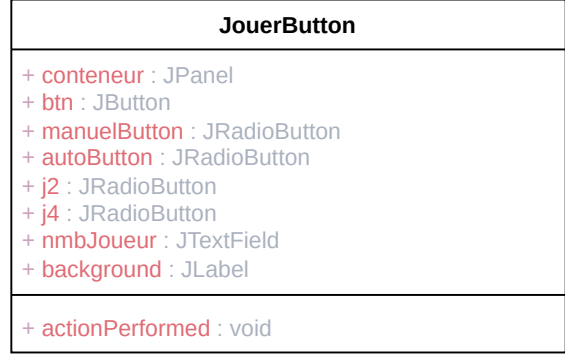 JouerButton
+ conteneur : JPanel
+ btn : JButton
+ manuelButton : JRadioButton
+ autoButton : JRadioButton
+ j2 : JRadioButton
+ j4 : JRadioButton
+ nmbJoueur : JTextField
+ background : JLabel
+ actionPerformed : void